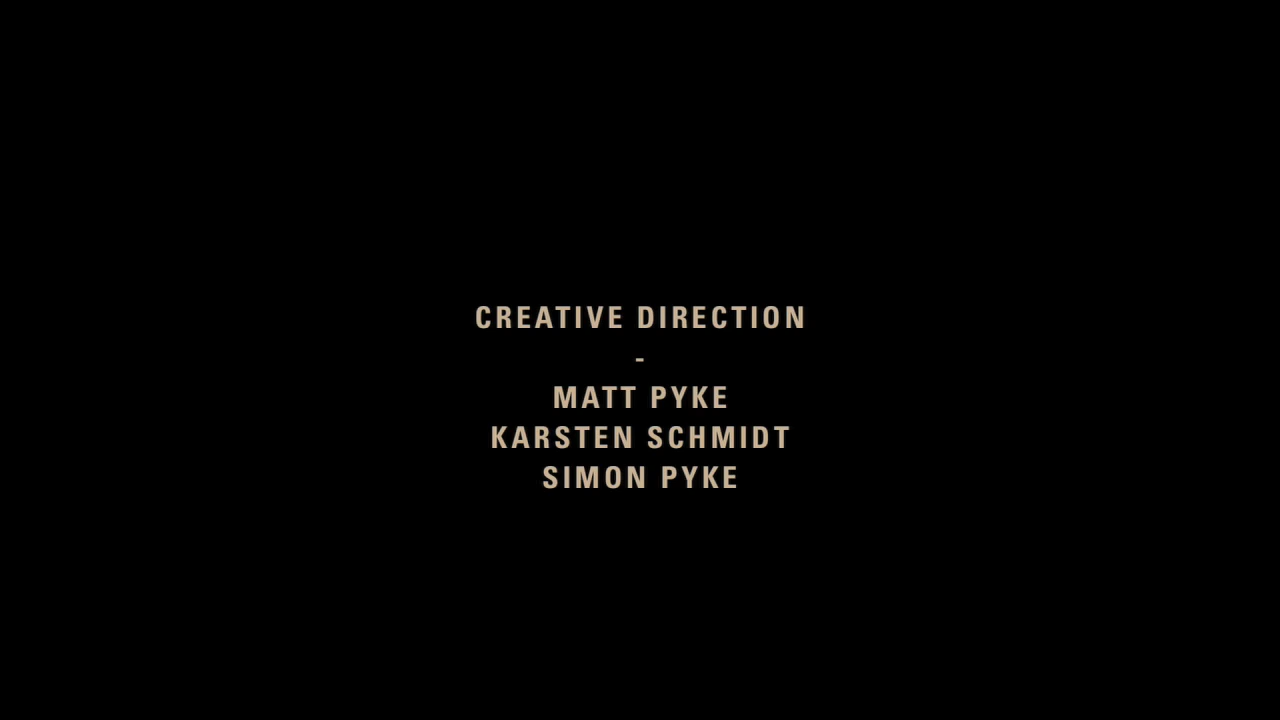 CREATIVE DIRECTION
-
MATT PYKE
KARSTEN SCHMIDT
SIMON PYKE